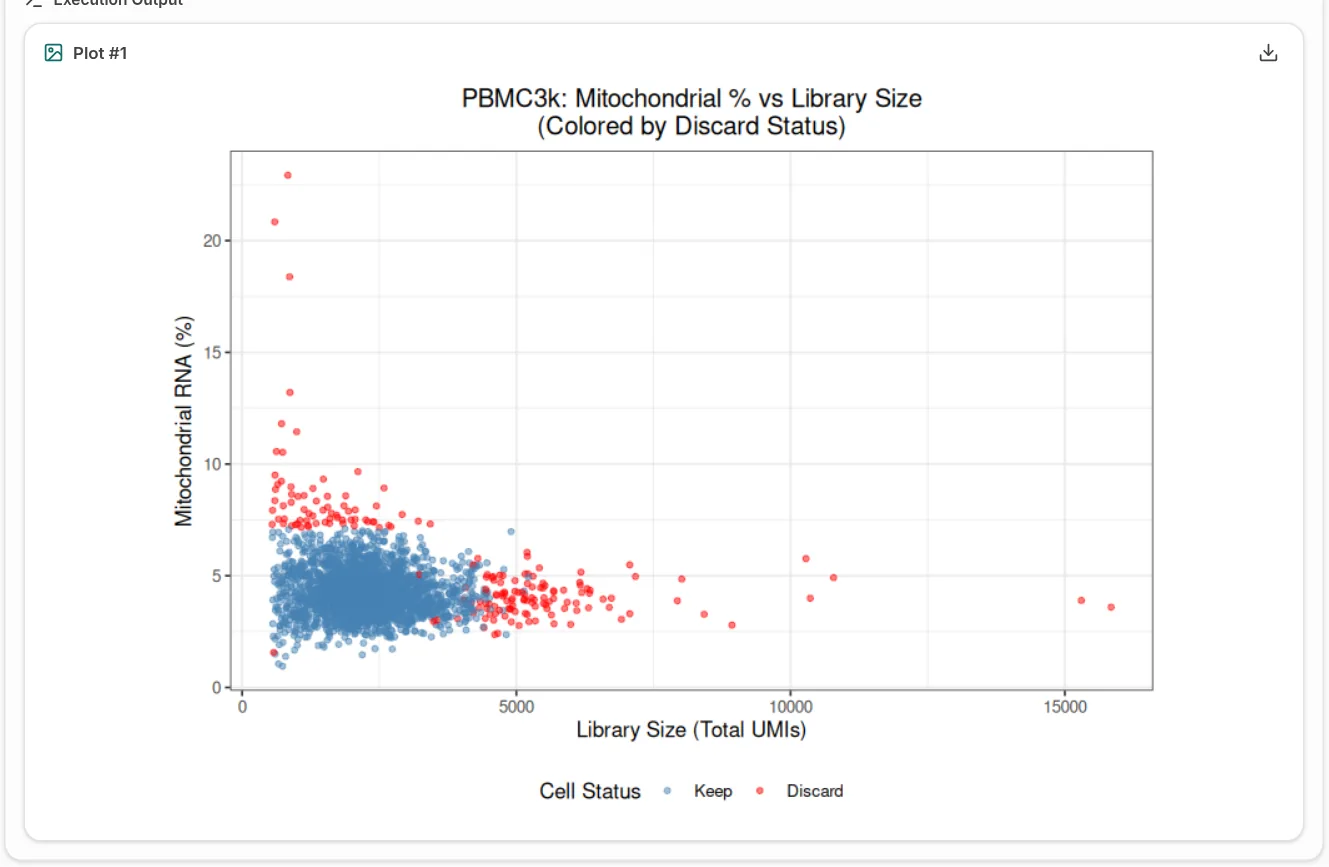 Execution Output
Plot #1
PBMC3k: Mitochondrial % vs Library Size
(Colored by Discard Status)
Mitochondrial RNA (%)
20
15
10
5
0
0 5000 10000 15000
Library Size (Total UMIs)
Cell Status Keep Discard